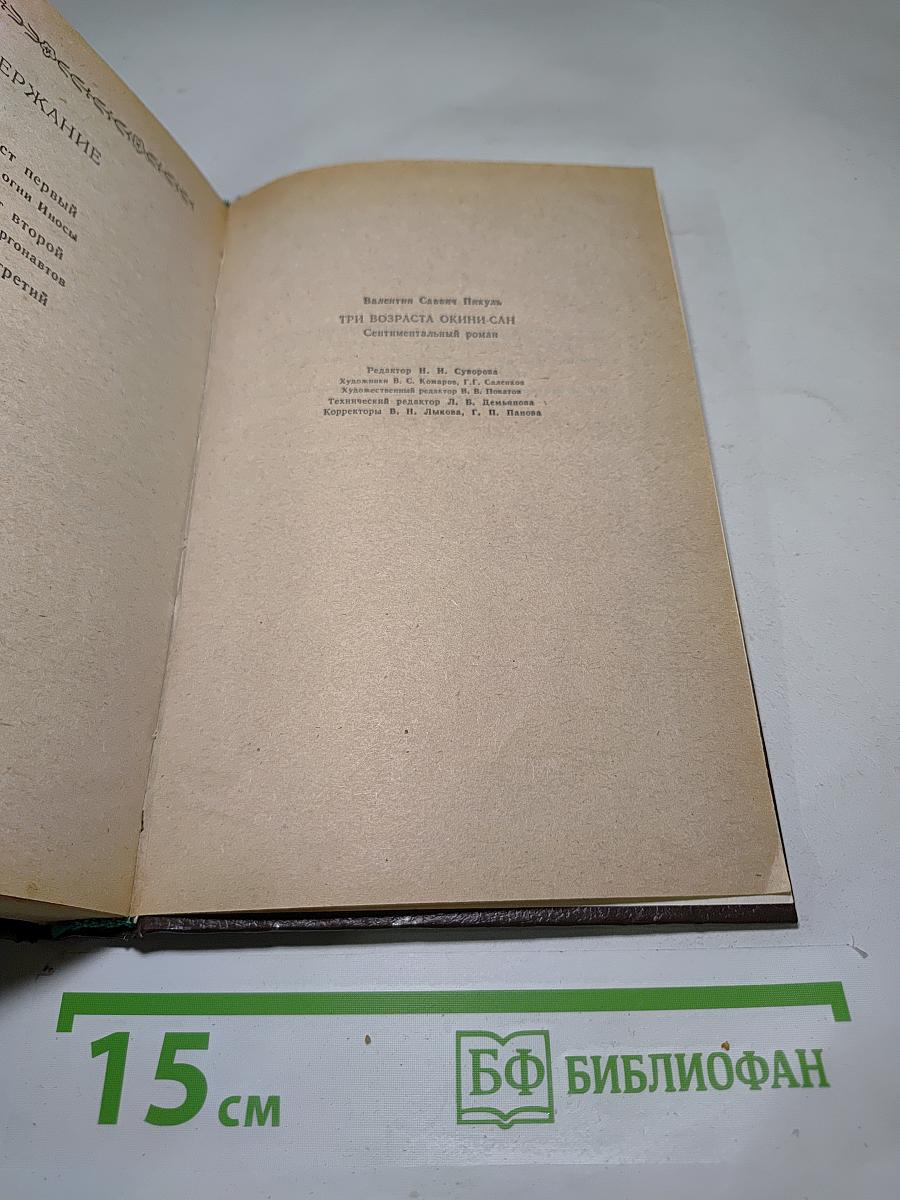 ЕРЖАНИЕ
ст первый
огни Иносы
т второй
ргонавтов
третий
Валентин Саввич Пикуль
ТРИ ВОЗРАСТА ОКИНИ-САН
Сентиментальный роман
Редактор Н. И. Суворова
Художники В. С. Комаров, Г.Г. Саленков
Художественный редактор В. В. Покатов
Технический редактор Л. Б. Демьянова
Корректоры В. Н. Лыкова, Г. П. Панова
15 см
БФ БИБЛИОФАН